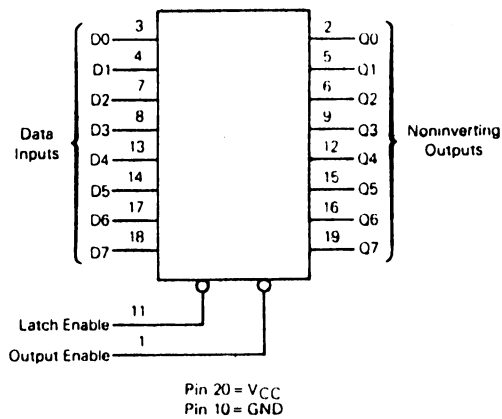 3
D0
2
Q0
4
D1
5
Q1
7
D2
6
Q2
8
D3
9
Q3
Data
Inputs
Noninverting
Outputs
13
D4
12
Q4
14
D5
15
Q5
17
D6
16
Q6
18
D7
19
Q7
11
Latch Enable
1
Output Enable
Pin 20 = VCC
Pin 10 = GND